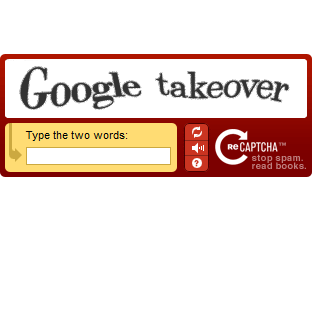 Google takeover
Type the two words:
?
reCAPTCHA™
stop spam.
read books.